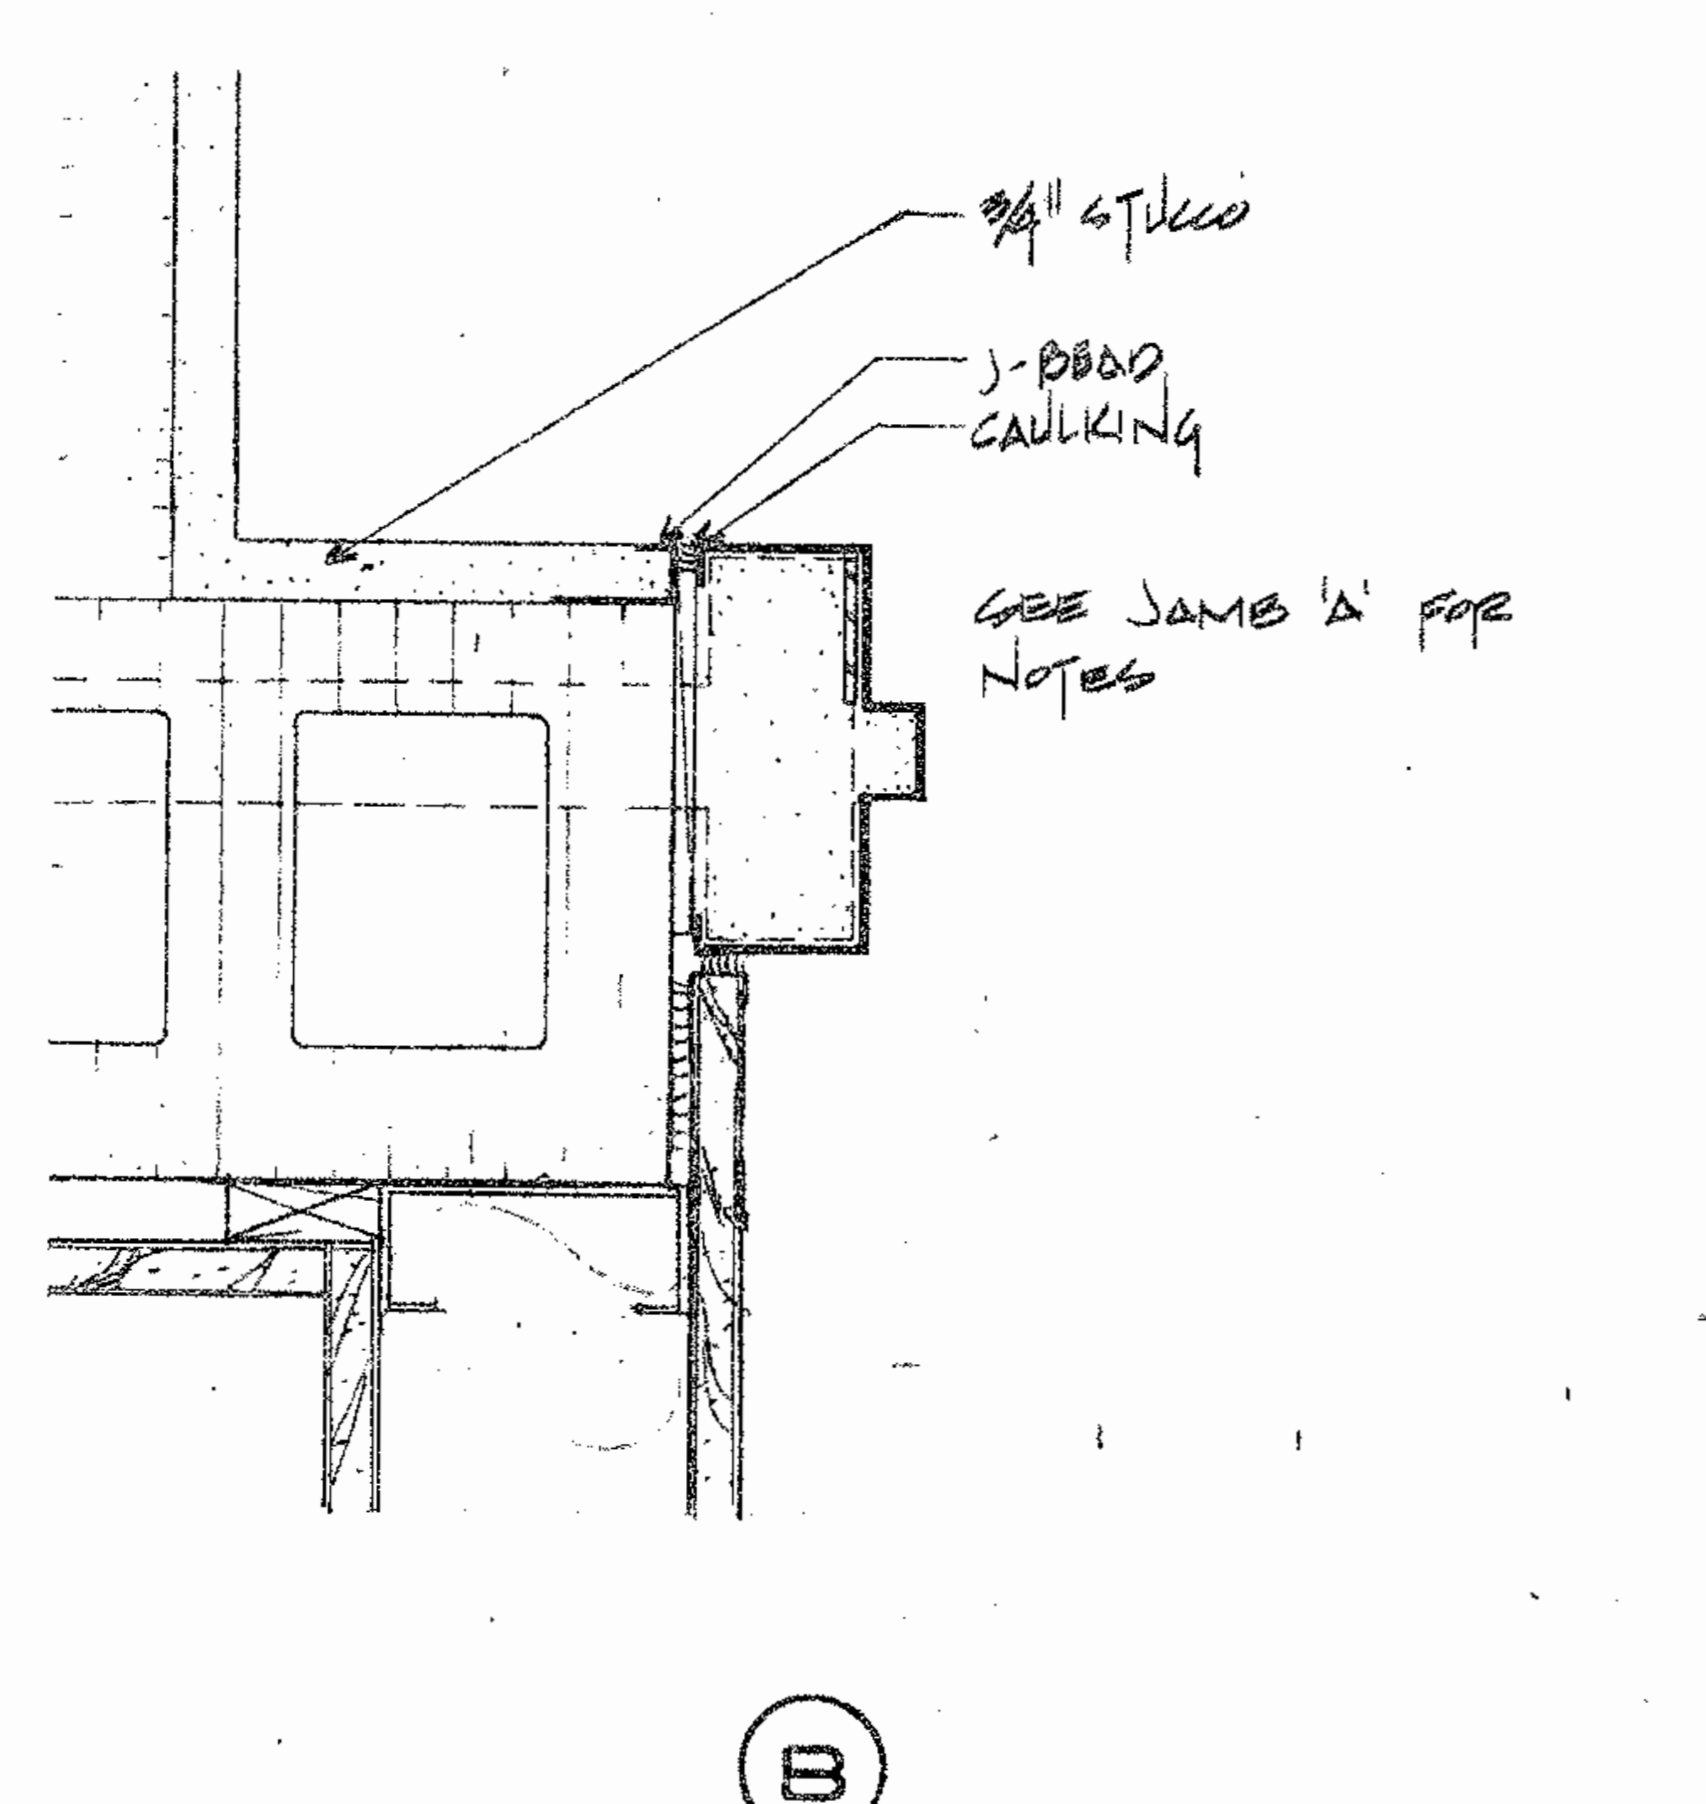 3/4" STUCCO
J-BEAD
CAULKING
SEE JAMB 'A' FOR
NOTES
B